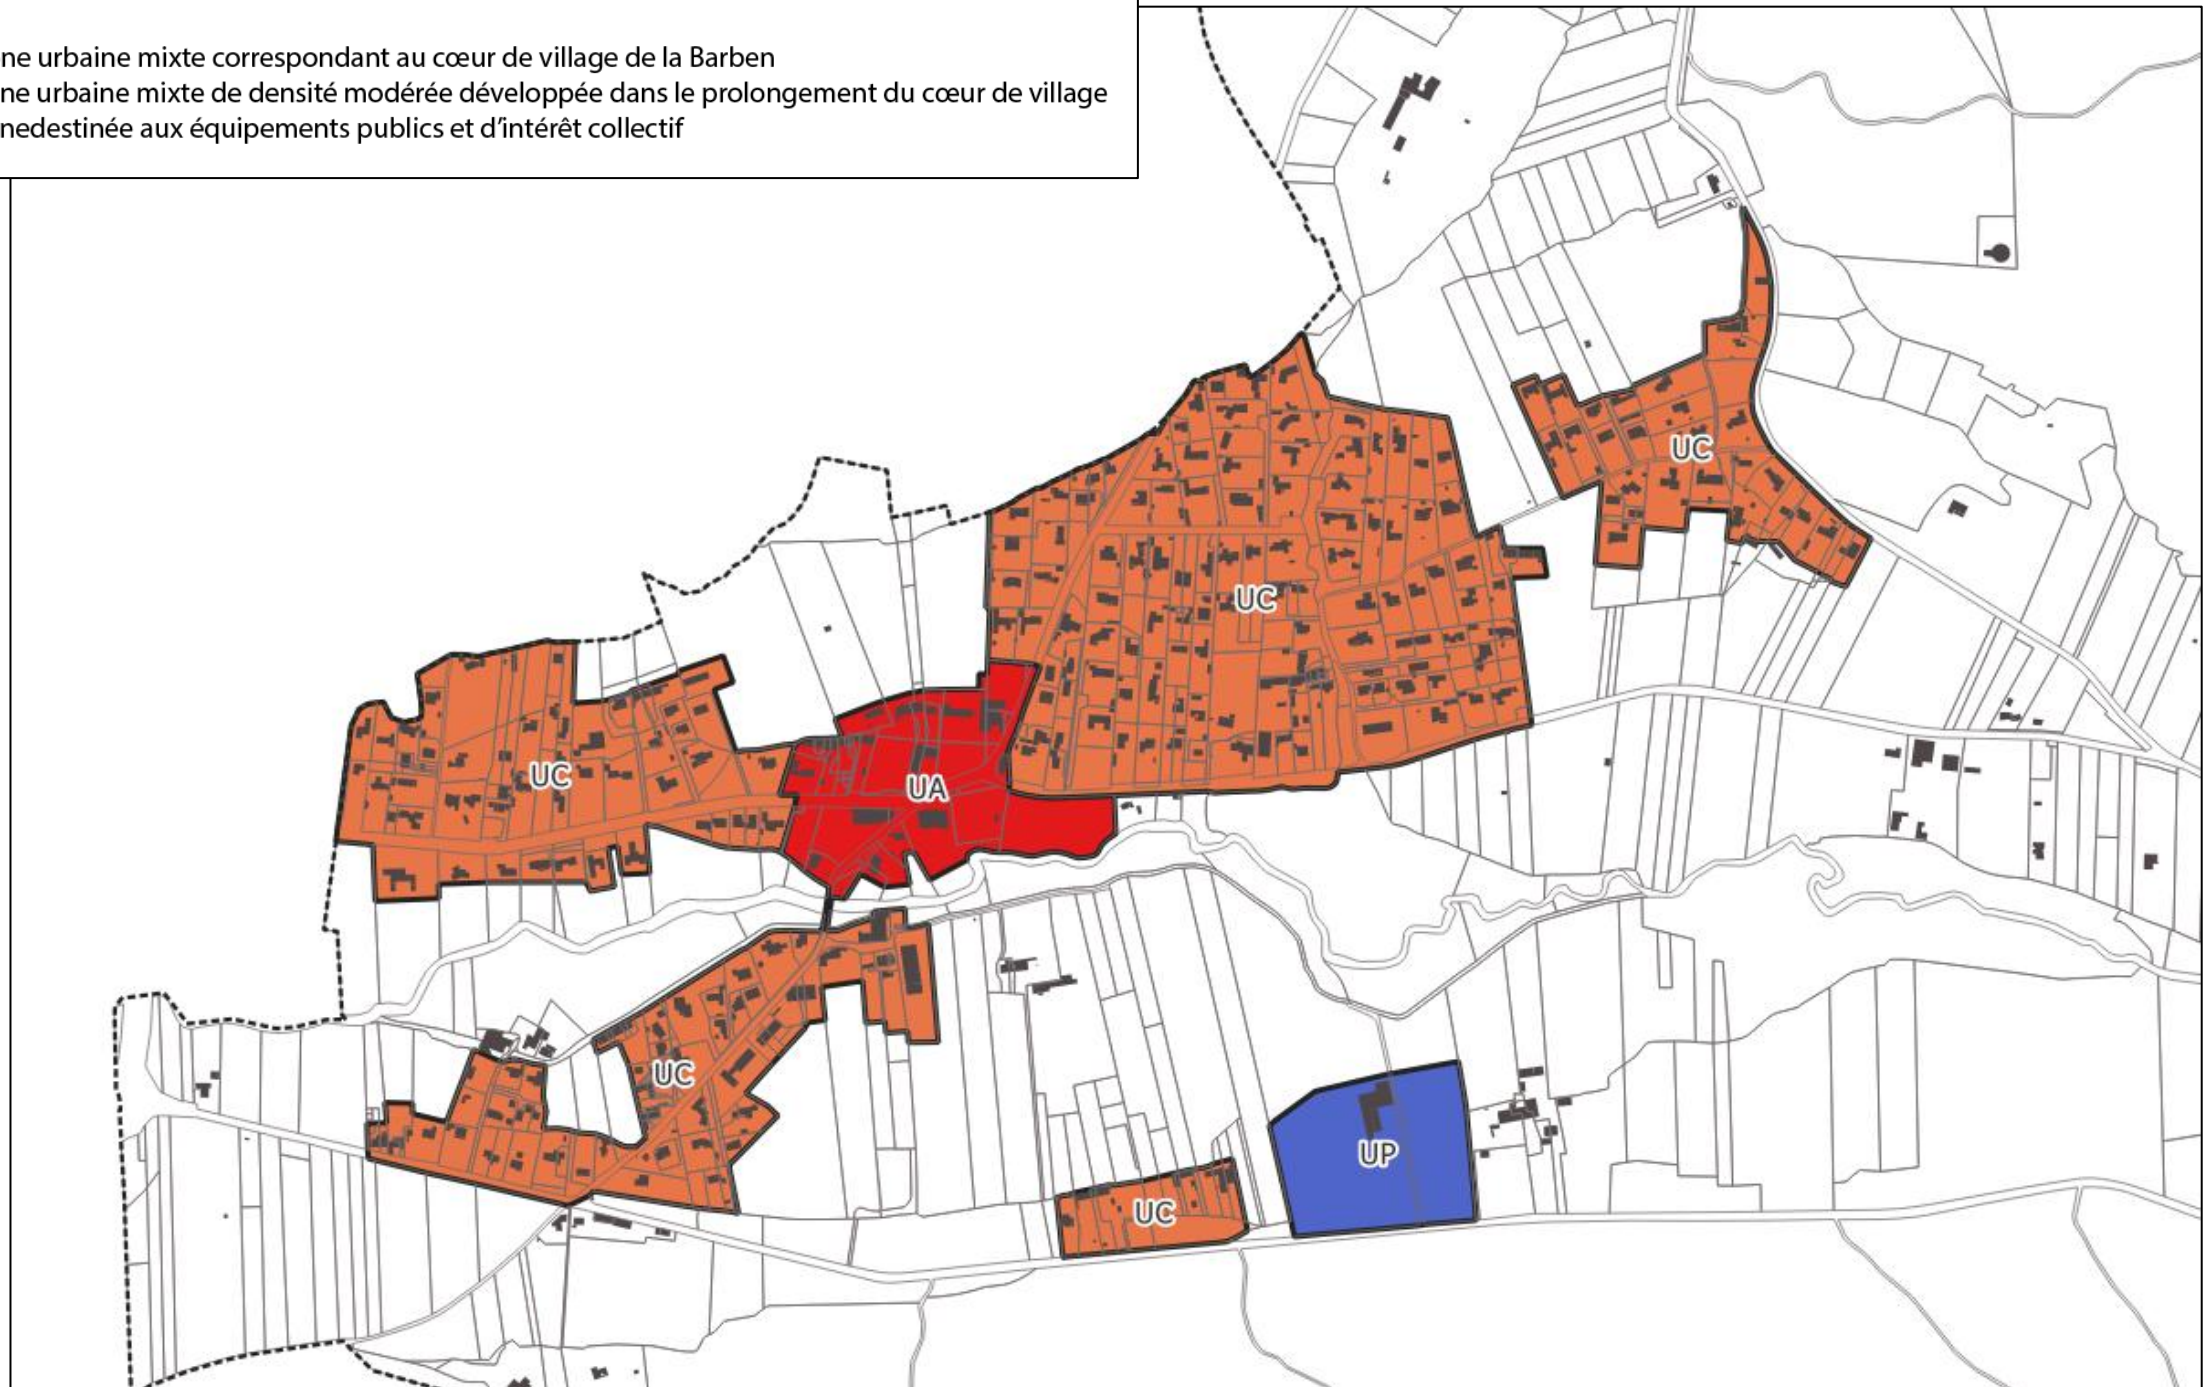 ne urbaine mixte correspondant au cœur de village de la Barben
ne urbaine mixte de densité modérée développée dans le prolongement du cœur de village
nedestinée aux équipements publics et d’intérêt collectif
UC
UC
UC
UA
UC
UP
UC